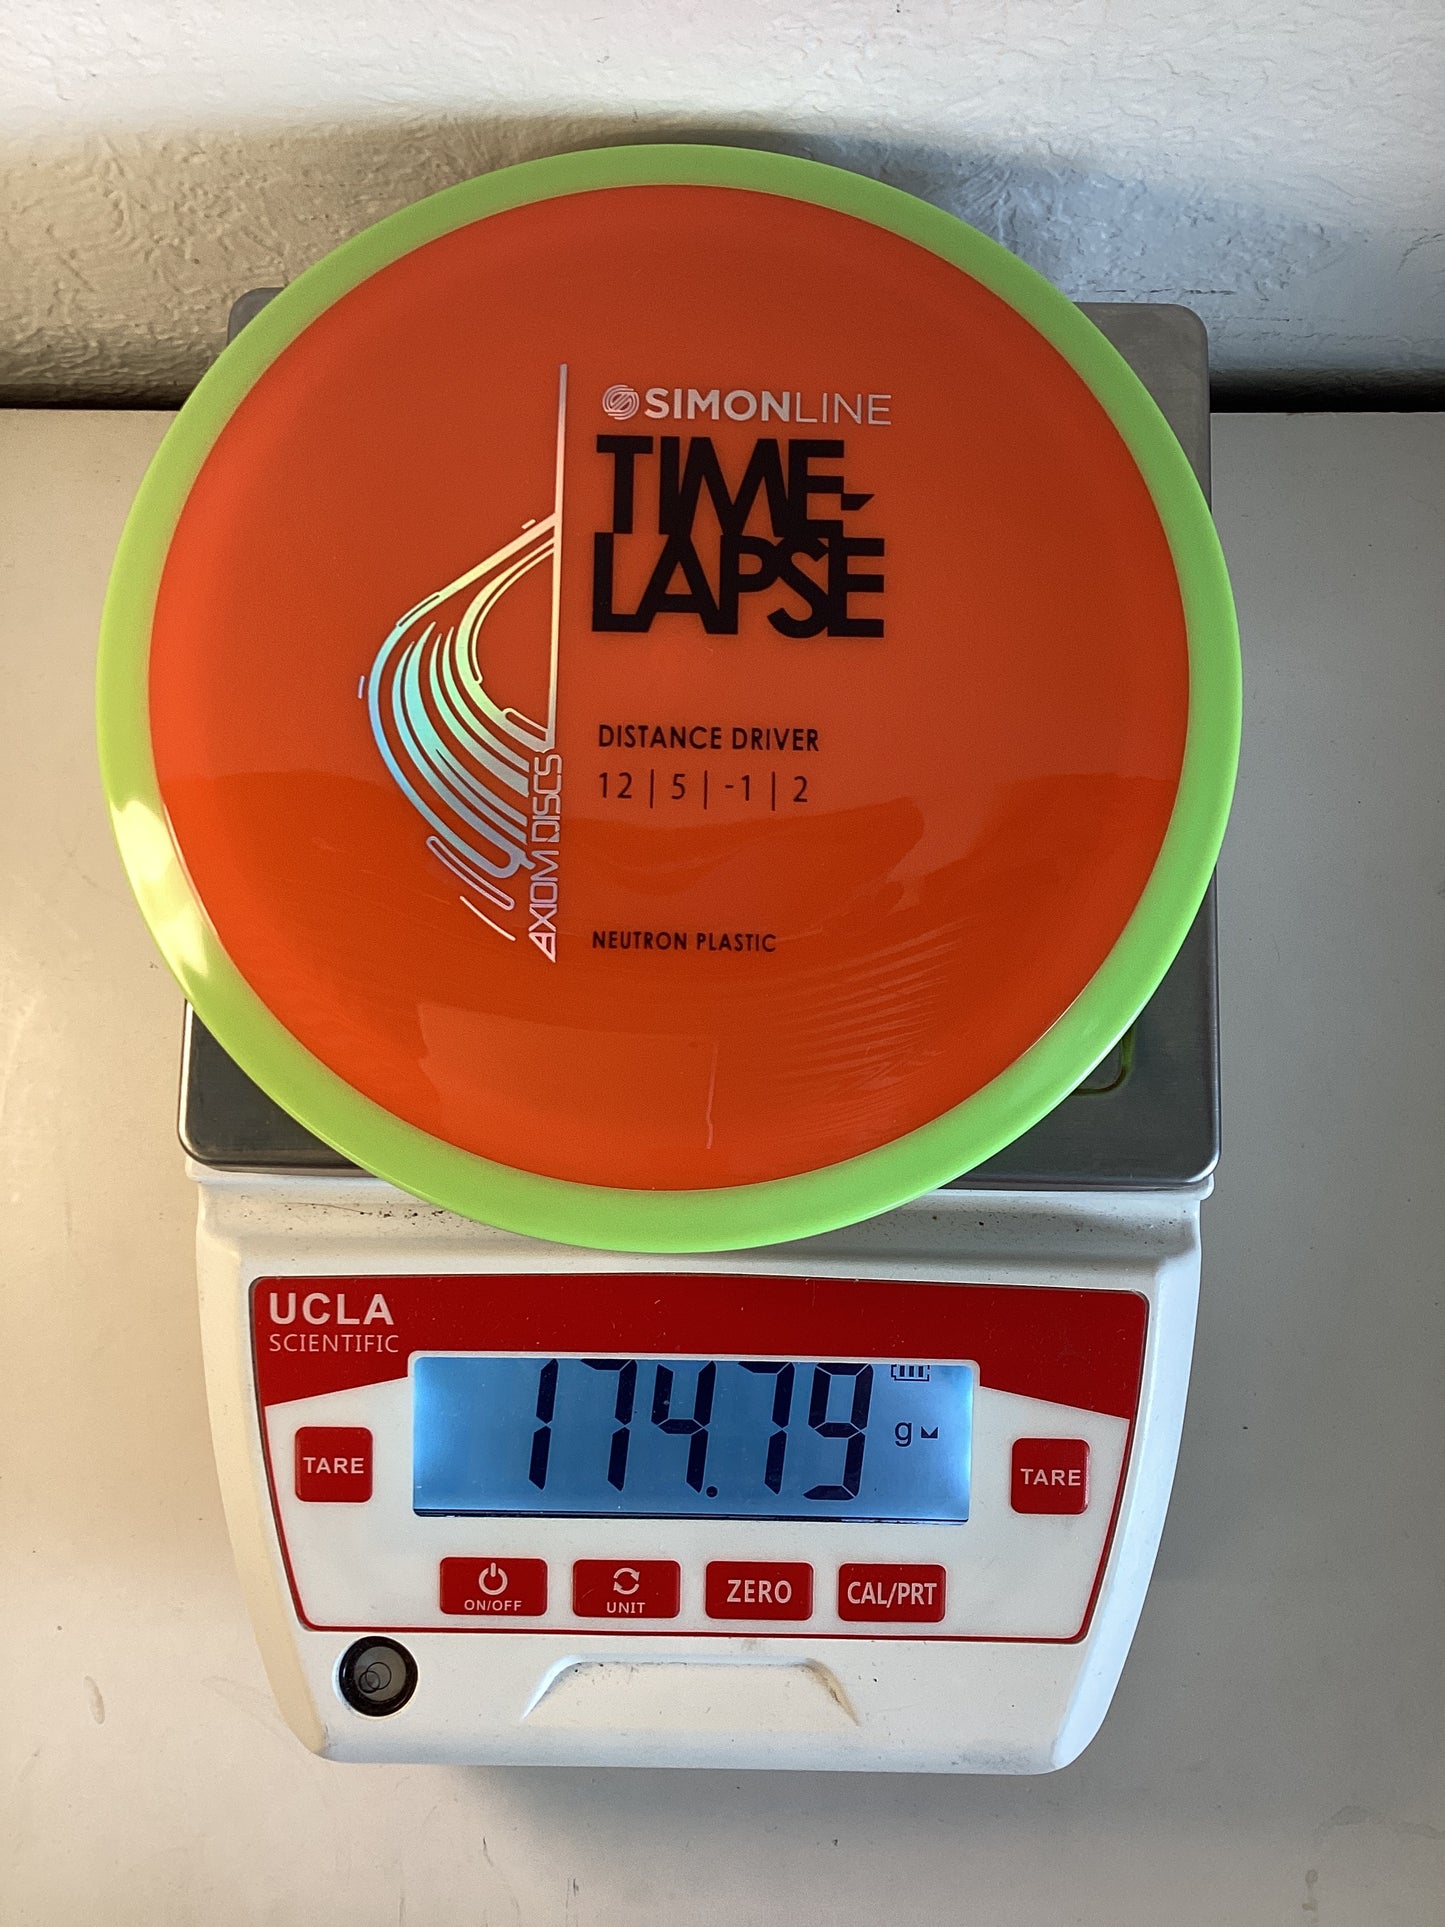 SIMONLINE
TIME-
LAPSE
DISTANCE DRIVER
12 | 5 | -1 | 2
AXIOM DISCS
NEUTRON PLASTIC
UCLA
SCIENTIFIC
174.79 g
TARE
TARE
ON/OFF
UNIT
ZERO
CAL/PRT